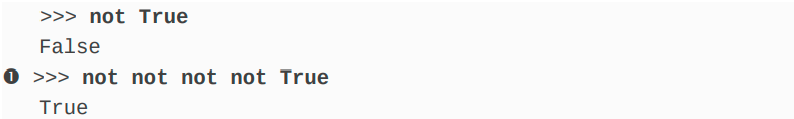 >>> not True
False
❶ >>> not not not not True
True